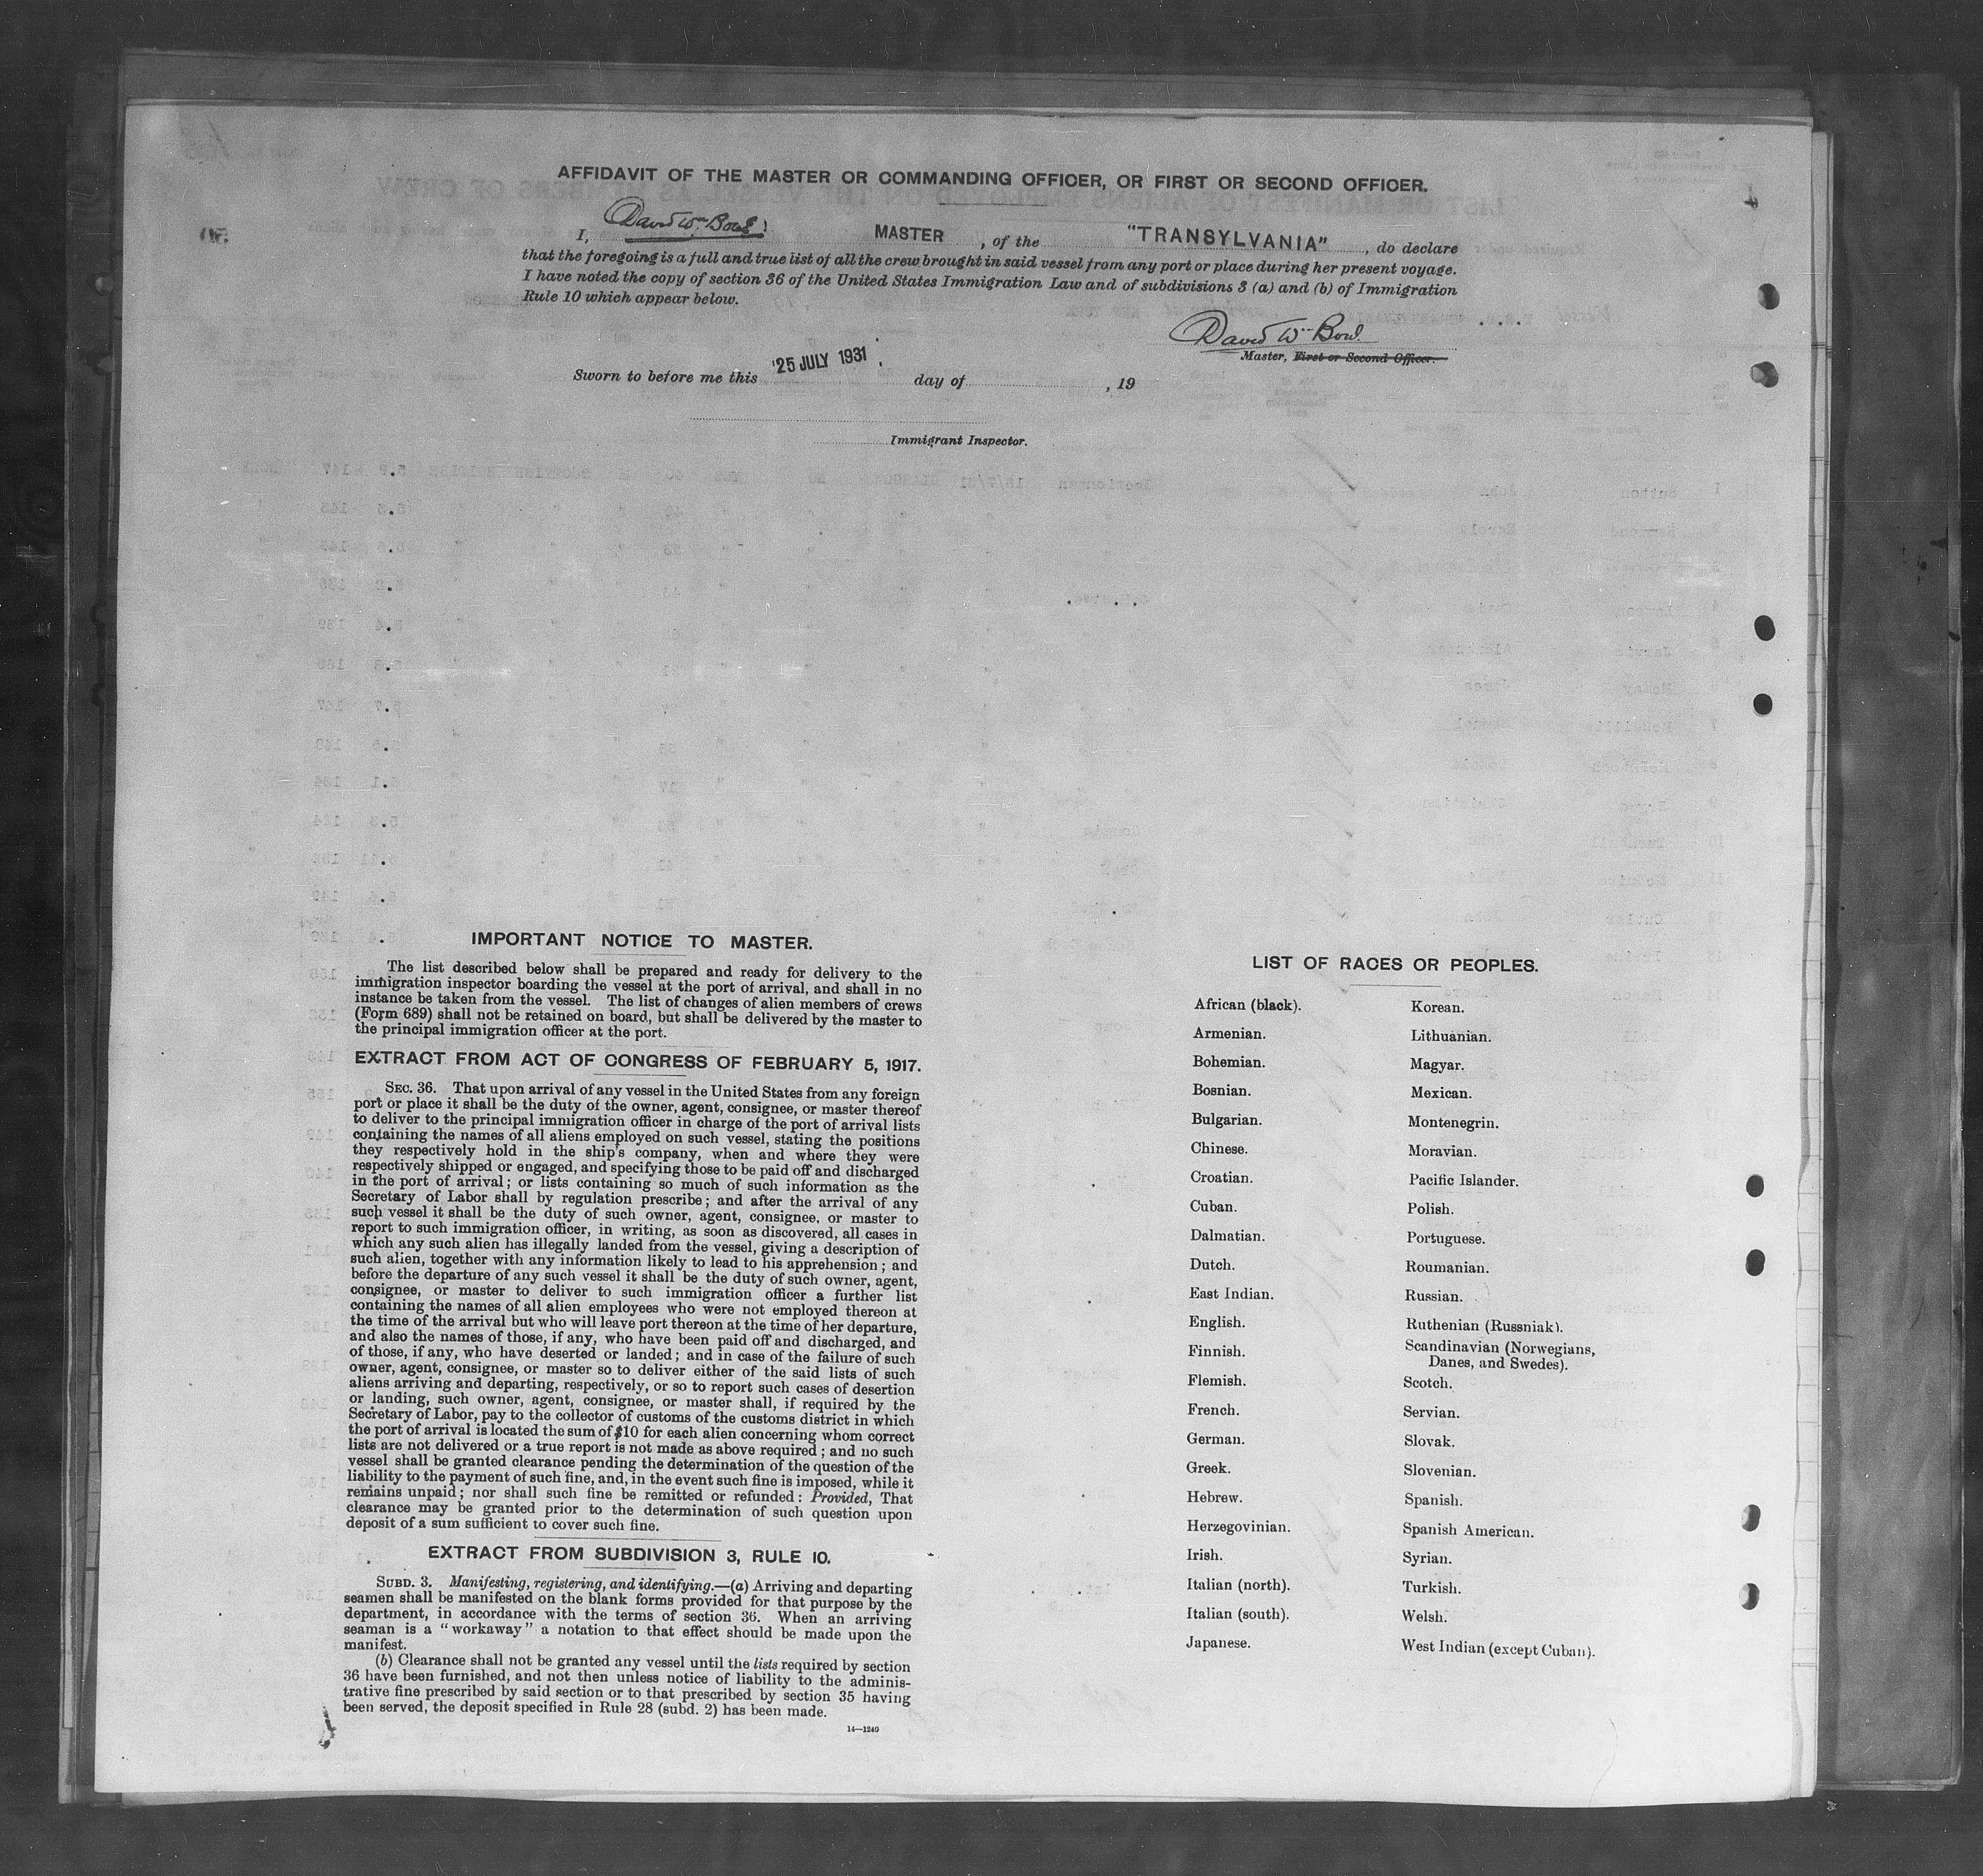 AFFIDAVIT OF THE MASTER OR COMMANDING OFFICER, OR FIRST OR SECOND OFFICER.
I, David Wm Bone, MASTER, of the "TRANSYLVANIA", do declare
that the foregoing is a full and true list of all the crew brought in said vessel from any port or place during her present voyage.
I have noted the copy of section 36 of the United States Immigration Law and of subdivisions 3 (a) and (b) of Immigration
Rule 10 which appear below.
David Wm Bone
Master, First or Second Officer.
Sworn to before me this 25 JULY 1931 day of , 19
Immigrant Inspector.
IMPORTANT NOTICE TO MASTER.
The list described below shall be prepared and ready for delivery to the
immigration inspector boarding the vessel at the port of arrival, and shall in no
instance be taken from the vessel. The list of changes of alien members of crews
(Form 689) shall not be retained on board, but shall be delivered by the master to
the principal immigration officer at the port.
EXTRACT FROM ACT OF CONGRESS OF FEBRUARY 5, 1917.
SEC. 36. That upon arrival of any vessel in the United States from any foreign
port or place it shall be the duty of the owner, agent, consignee, or master thereof
to deliver to the principal immigration officer in charge of the port of arrival lists
containing the names of all aliens employed on such vessel, stating the positions
they respectively hold in the ship's company, when and where they were
respectively shipped or engaged, and specifying those to be paid off and discharged
in the port of arrival; or lists containing so much of such information as the
Secretary of Labor shall by regulation prescribe; and after the arrival of any
such vessel it shall be the duty of such owner, agent, consignee, or master to
report to such immigration officer, in writing, as soon as discovered, all cases in
which any such alien has illegally landed from the vessel, giving a description of
such alien, together with any information likely to lead to his apprehension; and
before the departure of any such vessel it shall be the duty of such owner, agent,
consignee, or master to deliver to such immigration officer a further list
containing the names of all alien employees who were not employed thereon at
the time of the arrival but who will leave port thereon at the time of her departure,
and also the names of those, if any, who have been paid off and discharged, and
of those, if any, who have deserted or landed; and in case of the failure of such
owner, agent, consignee, or master so to deliver either of the said lists of such
aliens arriving and departing, respectively, or so to report such cases of desertion
or landing, such owner, agent, consignee, or master shall, if required by the
Secretary of Labor, pay to the collector of customs of the customs district in which
the port of arrival is located the sum of $10 for each alien concerning whom correct
lists are not delivered or a true report is not made as above required; and no such
vessel shall be granted clearance pending the determination of the question of the
liability to the payment of such fine, and, in the event such fine is imposed, while it
remains unpaid; nor shall such fine be remitted or refunded: Provided, That
clearance may be granted prior to the determination of such question upon
deposit of a sum sufficient to cover such fine.
EXTRACT FROM SUBDIVISION 3, RULE 10.
SUBD. 3. Manifesting, registering, and identifying.—(a) Arriving and departing
seamen shall be manifested on the blank forms provided for that purpose by the
department, in accordance with the terms of section 36. When an arriving
seaman is a "workaway" a notation to that effect should be made upon the
manifest.
(b) Clearance shall not be granted any vessel until the lists required by section
36 have been furnished, and not then unless notice of liability to the adminis-
trative fine prescribed by said section or to that prescribed by section 35 having
been served, the deposit specified in Rule 28 (subd. 2) has been made.
14—1240
LIST OF RACES OR PEOPLES.
African (black).
Armenian.
Bohemian.
Bosnian.
Bulgarian.
Chinese.
Croatian.
Cuban.
Dalmatian.
Dutch.
East Indian.
English.
Finnish.
Flemish.
French.
German.
Greek.
Hebrew.
Herzegovinian.
Irish.
Italian (north).
Italian (south).
Japanese.
Korean.
Lithuanian.
Magyar.
Mexican.
Montenegrin.
Moravian.
Pacific Islander.
Polish.
Portuguese.
Roumanian.
Russian.
Ruthenian (Russniak).
Scandinavian (Norwegians,
Danes, and Swedes).
Scotch.
Servian.
Slovak.
Slovenian.
Spanish.
Spanish American.
Syrian.
Turkish.
Welsh.
West Indian (except Cuban).